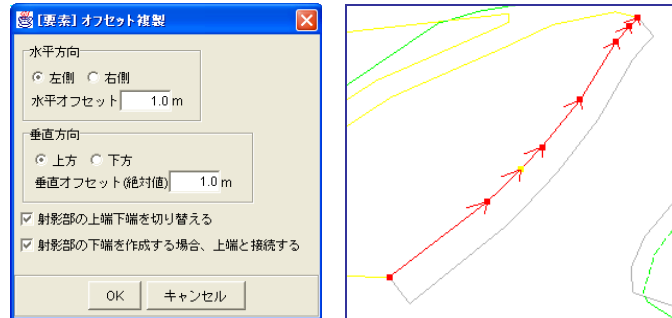 [要素] オフセット複製
水平方向
左側 右側
水平オフセット 1.0 m
垂直方向
上方 下方
垂直オフセット(絶対値) 1.0 m
射影部の上端下端を切り替える
射影部の下端を作成する場合、上端と接続する
OK キャンセル